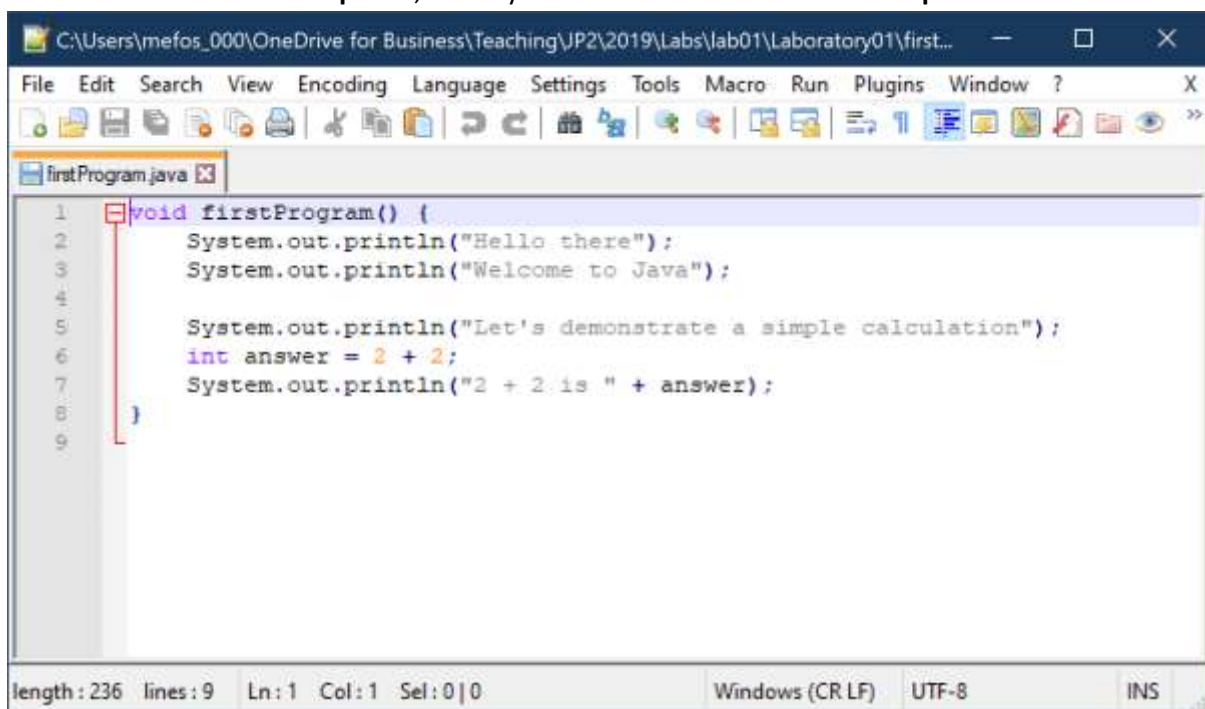 C:\Users\mefos_000\OneDrive for Business\Teaching\JP2\2019\Labs\lab01\Laboratory01\first...
File Edit Search View Encoding Language Settings Tools Macro Run Plugins Window ? X
firstProgram.java
1 void firstProgram() {
2 System.out.println("Hello there");
3 System.out.println("Welcome to Java");
4
5 System.out.println("Let's demonstrate a simple calculation");
6 int answer = 2 + 2;
7 System.out.println("2 + 2 is " + answer);
8 }
9
length : 236 lines : 9 Ln : 1 Col : 1 Sel : 0 | 0 Windows (CR LF) UTF-8 INS